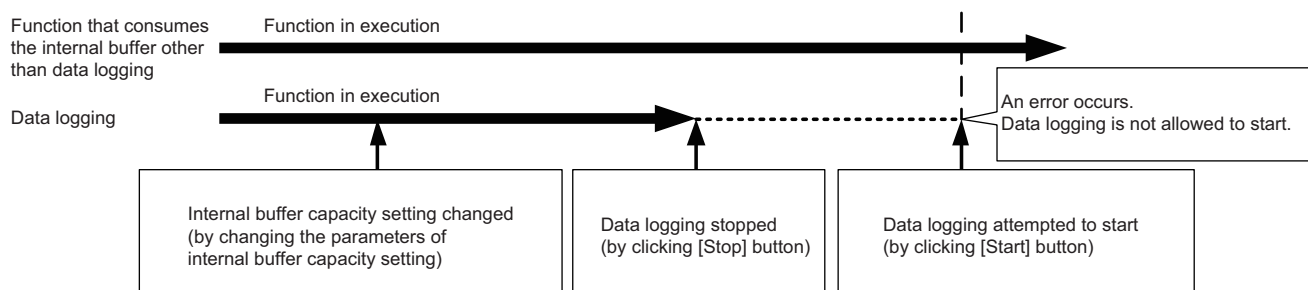 Function that consumes
the internal buffer other
than data logging
Function in execution
Function in execution
Data logging
An error occurs.
Data logging is not allowed to start.
Internal buffer capacity setting changed
(by changing the parameters of
internal buffer capacity setting)
Data logging stopped
(by clicking [Stop] button)
Data logging attempted to start
(by clicking [Start] button)